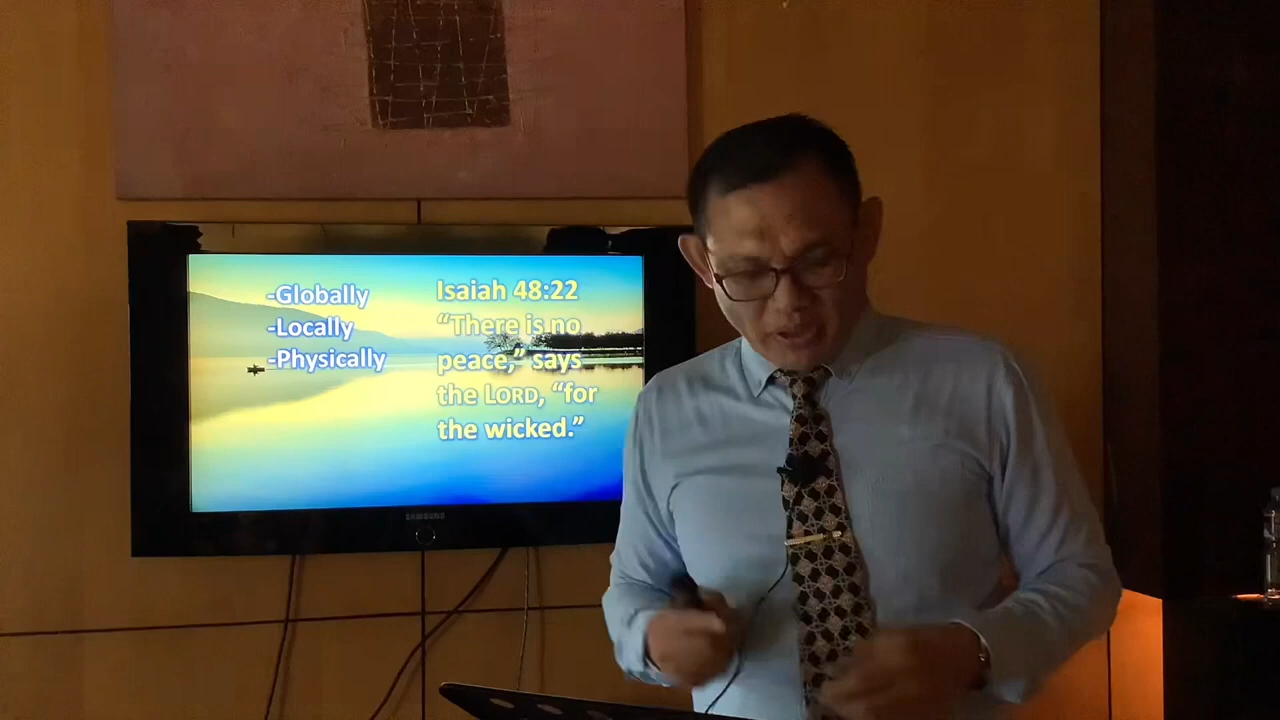 -Globally
-Locally
-Physically
Isaiah 48:22
“There is no
peace,” says
the LORD, “for
the wicked.”
SAMSUNG